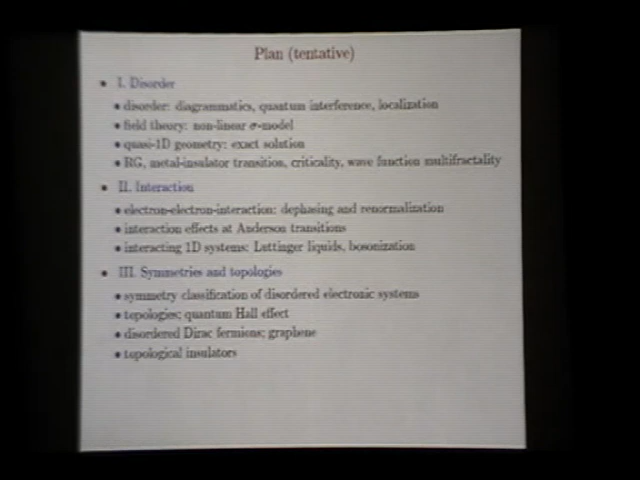 Plan (tentative)
• I. Disorder
• disorder: diagrammatics, quantum interference, localization
• field theory: non-linear σ-model
• quasi-1D geometry: exact solution
• RG, metal-insulator transition, criticality, wave function multifractality
• II. Interaction
• electron-electron-interaction: dephasing and renormalization
• interaction effects at Anderson transitions
• interacting 1D systems: Luttinger liquids, bosonization
• III. Symmetries and topologies
• symmetry classification of disordered electronic systems
• topologies; quantum Hall effect
• disordered Dirac fermions; graphene
• topological insulators